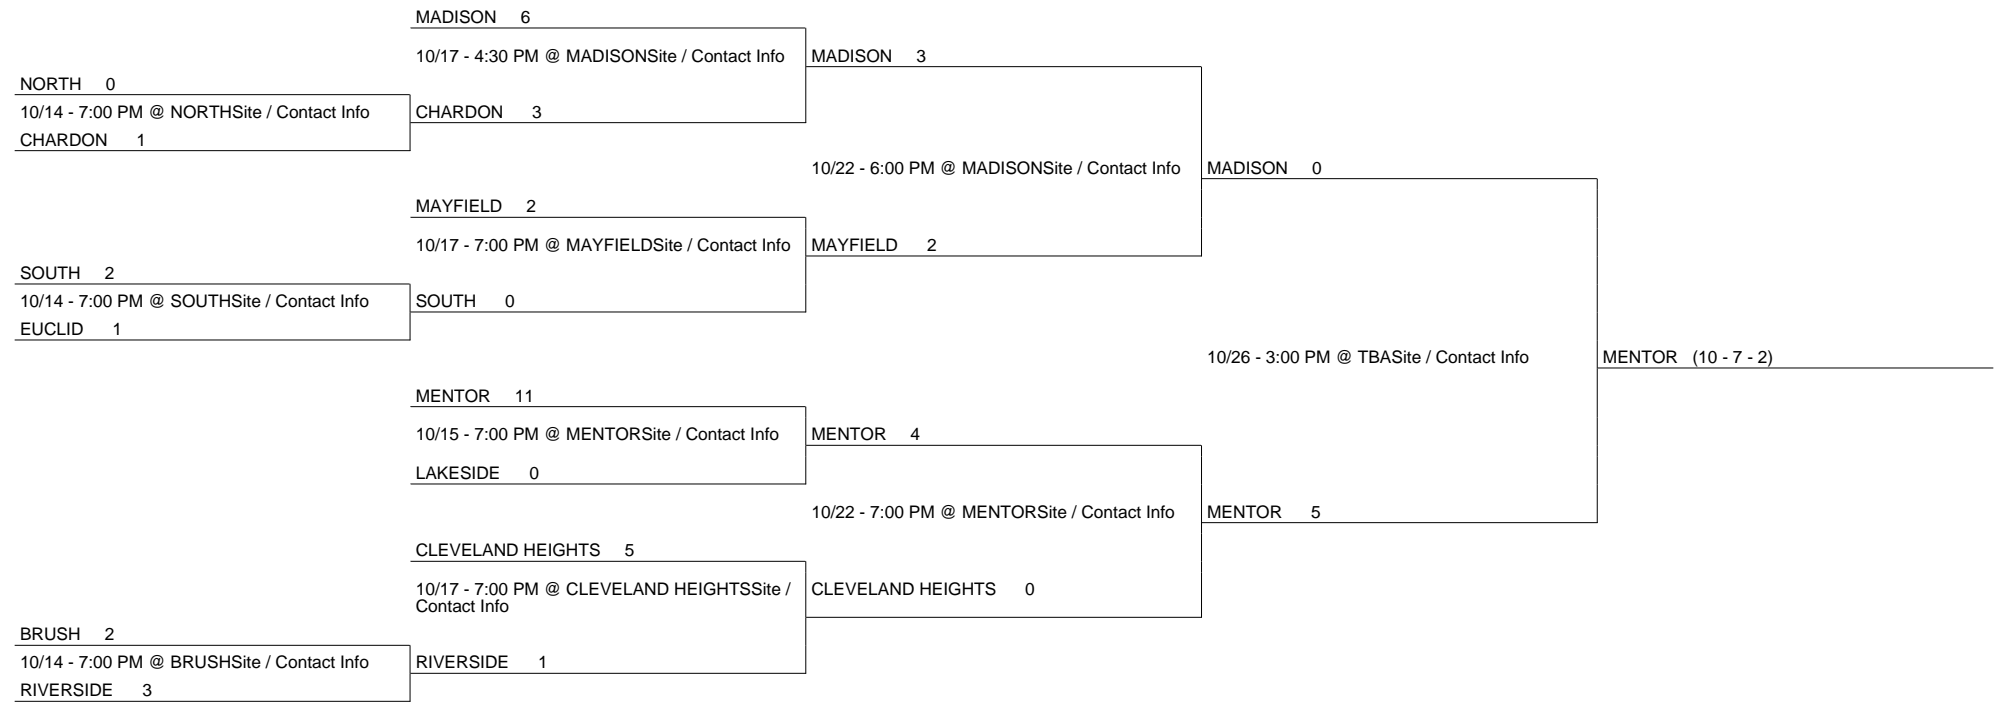 MADISON 6
10/17 - 4:30 PM @ MADISONSite / Contact Info
MADISON 3
NORTH 0
10/14 - 7:00 PM @ NORTHSite / Contact Info
CHARDON 3
CHARDON 1
10/22 - 6:00 PM @ MADISONSite / Contact Info
MADISON 0
MAYFIELD 2
10/17 - 7:00 PM @ MAYFIELDSite / Contact Info
MAYFIELD 2
SOUTH 2
10/14 - 7:00 PM @ SOUTHSite / Contact Info
SOUTH 0
EUCLID 1
10/26 - 3:00 PM @ TBASite / Contact Info
MENTOR (10 - 7 - 2)
MENTOR 11
10/15 - 7:00 PM @ MENTORSite / Contact Info
MENTOR 4
LAKESIDE 0
10/22 - 7:00 PM @ MENTORSite / Contact Info
MENTOR 5
CLEVELAND HEIGHTS 5
10/17 - 7:00 PM @ CLEVELAND HEIGHTSSite /
Contact Info
CLEVELAND HEIGHTS 0
BRUSH 2
10/14 - 7:00 PM @ BRUSHSite / Contact Info
RIVERSIDE 1
RIVERSIDE 3